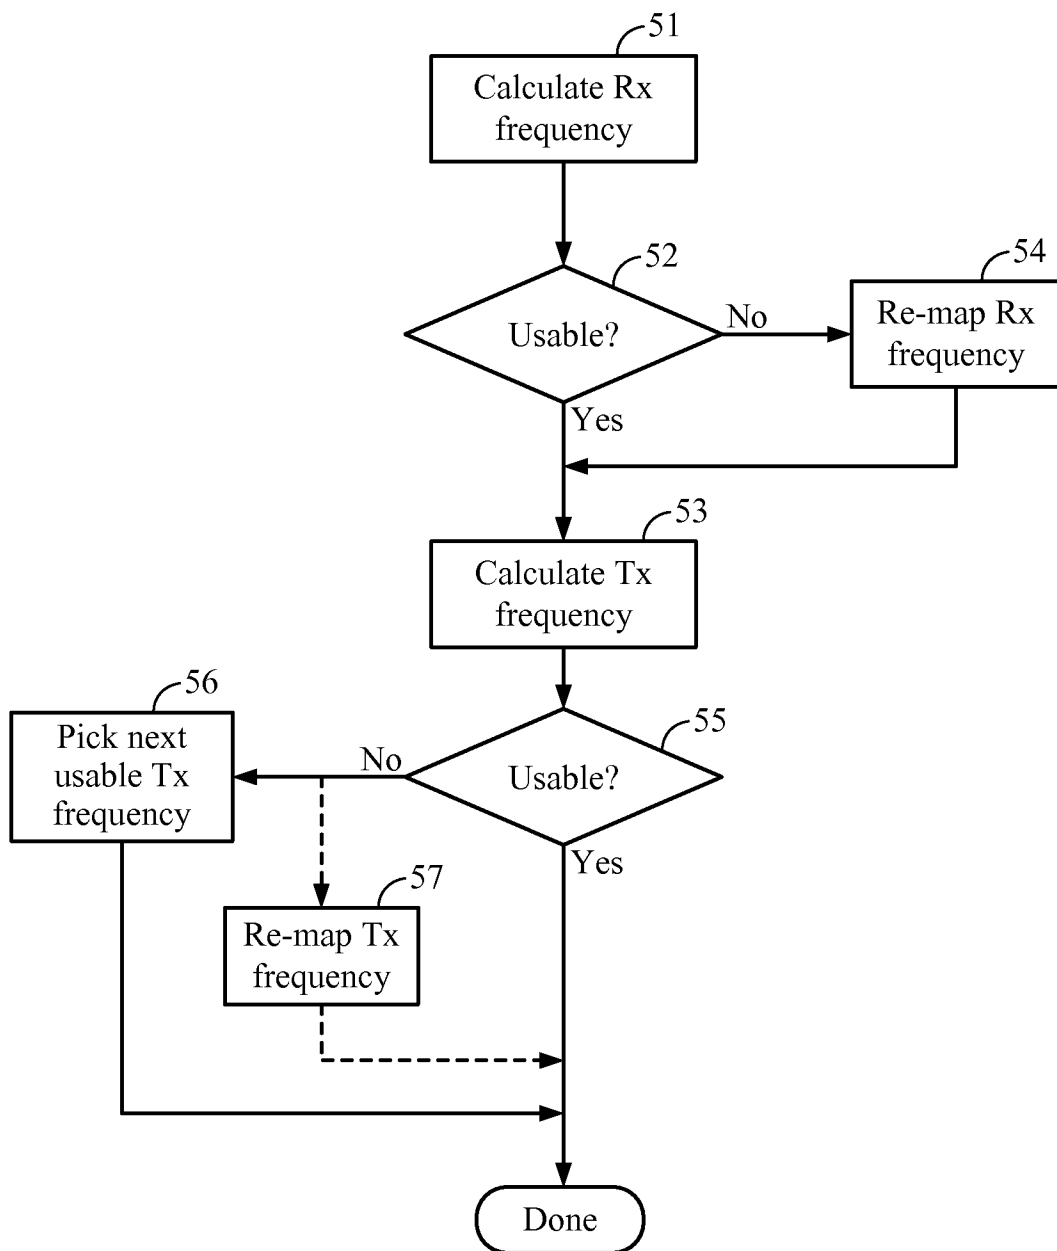 51
Calculate Rx
frequency
52
Usable?
No
54
Re-map Rx
frequency
Yes
53
Calculate Tx
frequency
55
Usable?
No
56
Pick next
usable Tx
frequency
Yes
57
Re-map Tx
frequency
Done